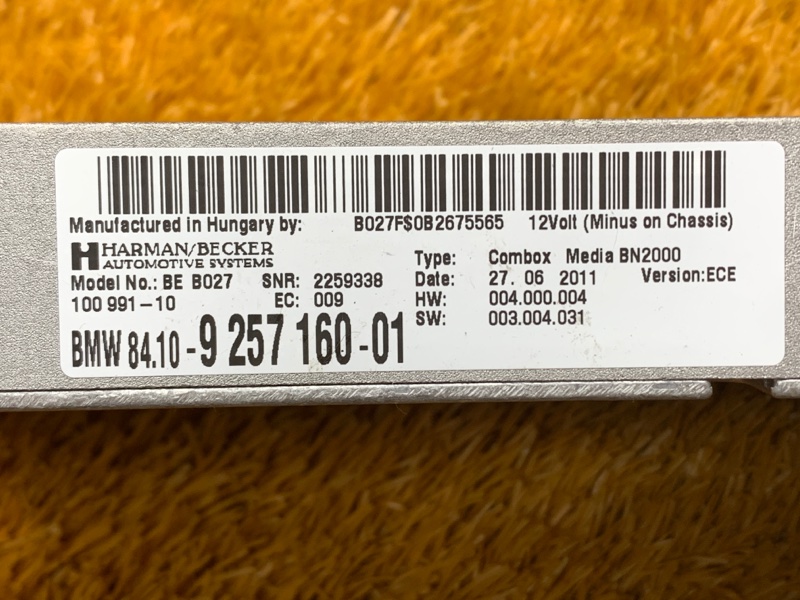 Manufactured in Hungary by: B027F$0B2675565 12Volt (Minus on Chassis)
HARMAN/BECKER
AUTOMOTIVE SYSTEMS
Model No.: BE B027 SNR: 2259338
100 991-10 EC: 009
BMW 84.10-9 257 160-01
Type: Combox Media BN2000
Date: 27. 06 2011 Version:ECE
HW: 004.000.004
SW: 003.004.031